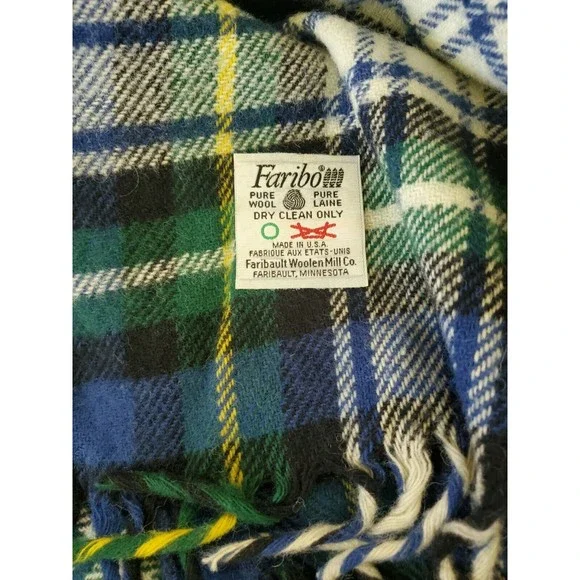 Faribo®
PURE WOOL PURE LAINE
DRY CLEAN ONLY
MADE IN U.S.A.
FABRIQUE AUX ETATS-UNIS
Faribault Woolen Mill Co.
FARIBAULT, MINNESOTA